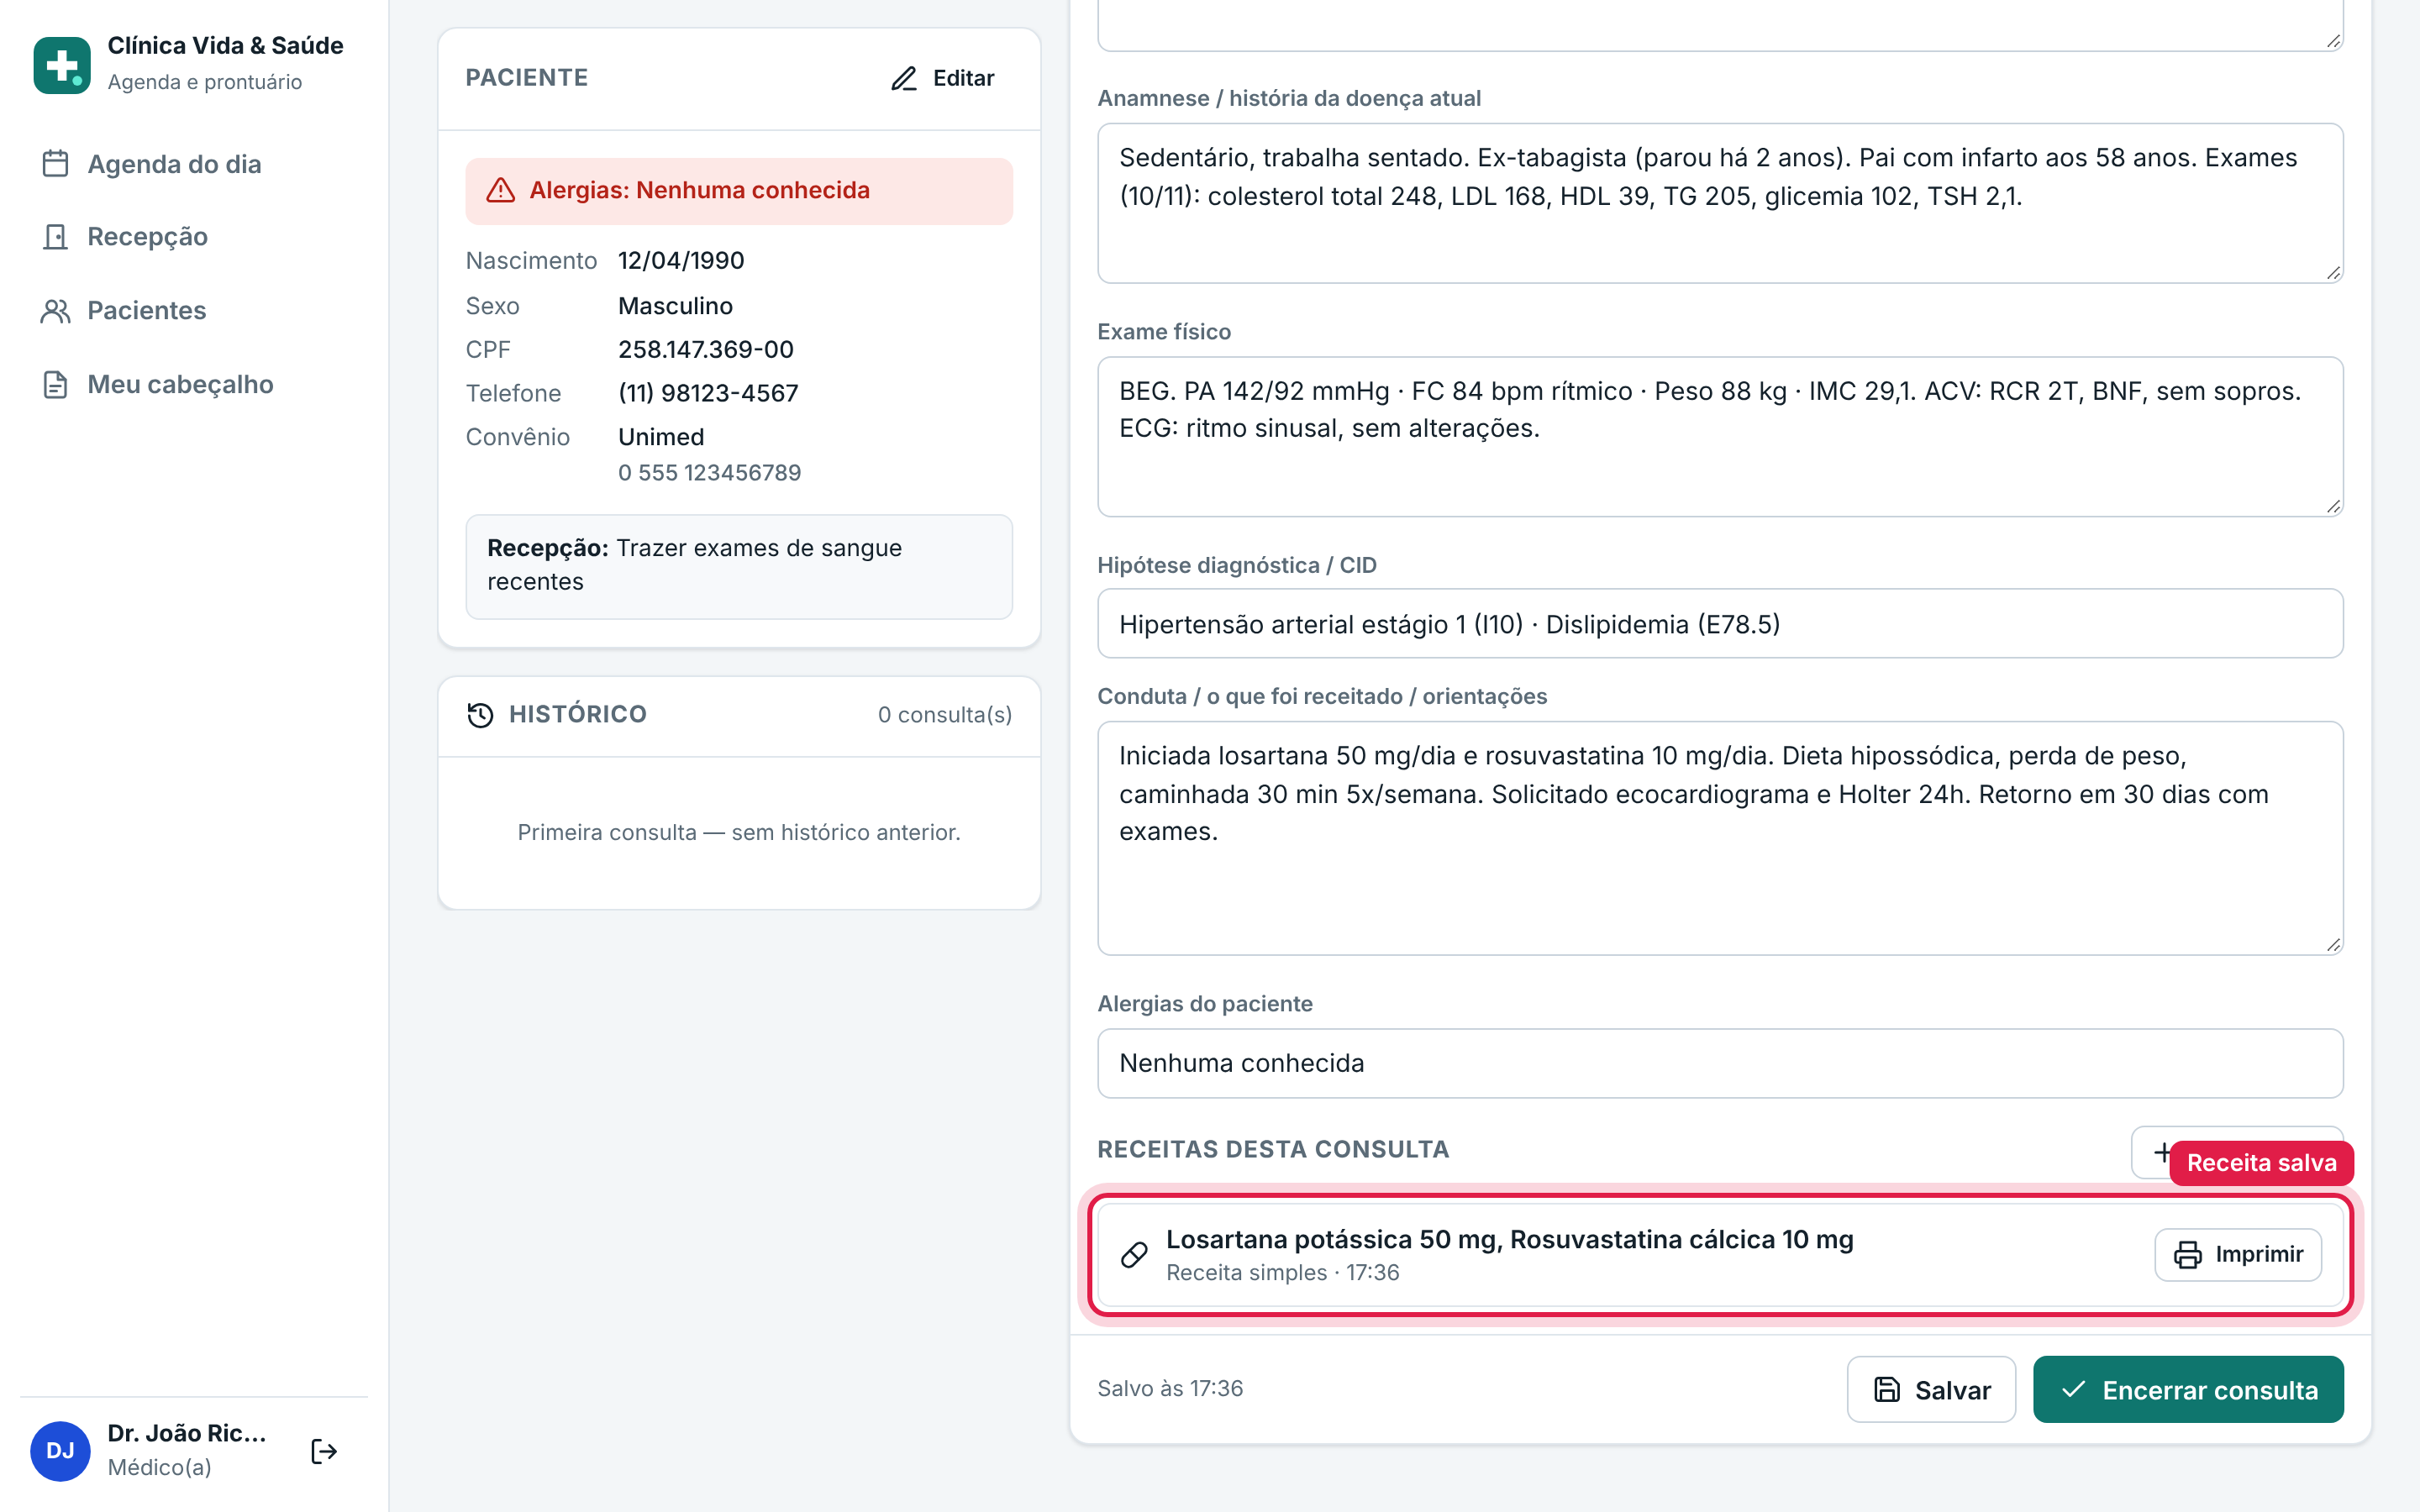 Clínica Vida & Saúde
Agenda e prontuário
Agenda do dia
Recepção
Pacientes
Meu cabeçalho
DJ
Dr. João Ric...
Médico(a)
PACIENTE
Editar
Alergias: Nenhuma conhecida
Nascimento 12/04/1990
Sexo Masculino
CPF 258.147.369-00
Telefone (11) 98123-4567
Convênio Unimed
0 555 123456789
Recepção: Trazer exames de sangue
recentes
HISTÓRICO
0 consulta(s)
Primeira consulta — sem histórico anterior.
Anamnese / história da doença atual
Sedentário, trabalha sentado. Ex-tabagista (parou há 2 anos). Pai com infarto aos 58 anos. Exames
(10/11): colesterol total 248, LDL 168, HDL 39, TG 205, glicemia 102, TSH 2,1.
Exame físico
BEG. PA 142/92 mmHg · FC 84 bpm rítmico · Peso 88 kg · IMC 29,1. ACV: RCR 2T, BNF, sem sopros.
ECG: ritmo sinusal, sem alterações.
Hipótese diagnóstica / CID
Hipertensão arterial estágio 1 (I10) · Dislipidemia (E78.5)
Conduta / o que foi receitado / orientações
Iniciada losartana 50 mg/dia e rosuvastatina 10 mg/dia. Dieta hipossódica, perda de peso,
caminhada 30 min 5x/semana. Solicitado ecocardiograma e Holter 24h. Retorno em 30 dias com
exames.
Alergias do paciente
Nenhuma conhecida
RECEITAS DESTA CONSULTA
Receita salva
Losartana potássica 50 mg, Rosuvastatina cálcica 10 mg
Receita simples · 17:36
Imprimir
Salvo às 17:36
Salvar
Encerrar consulta